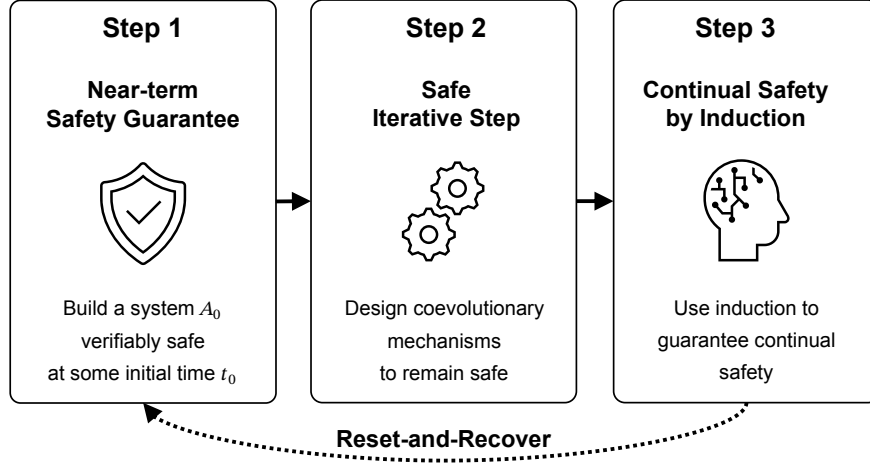 Step 1
Near-term
Safety Guarantee
Build a system A₀
verifiably safe
at some initial time t₀
Step 2
Safe
Iterative Step
Design coevolutionary
mechanisms
to remain safe
Step 3
Continual Safety
by Induction
Use induction to
guarantee continual
safety
Reset-and-Recover